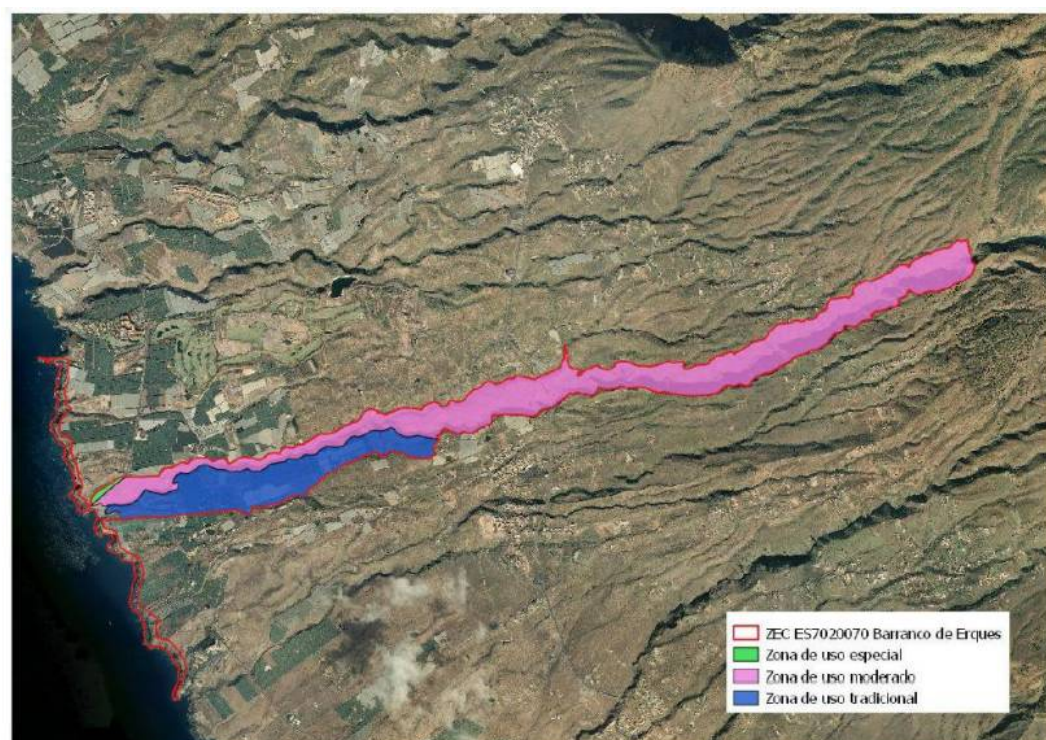 ZEC ES7020070 Barranco de Erques
Zona de uso especial
Zona de uso moderado
Zona de uso tradicional